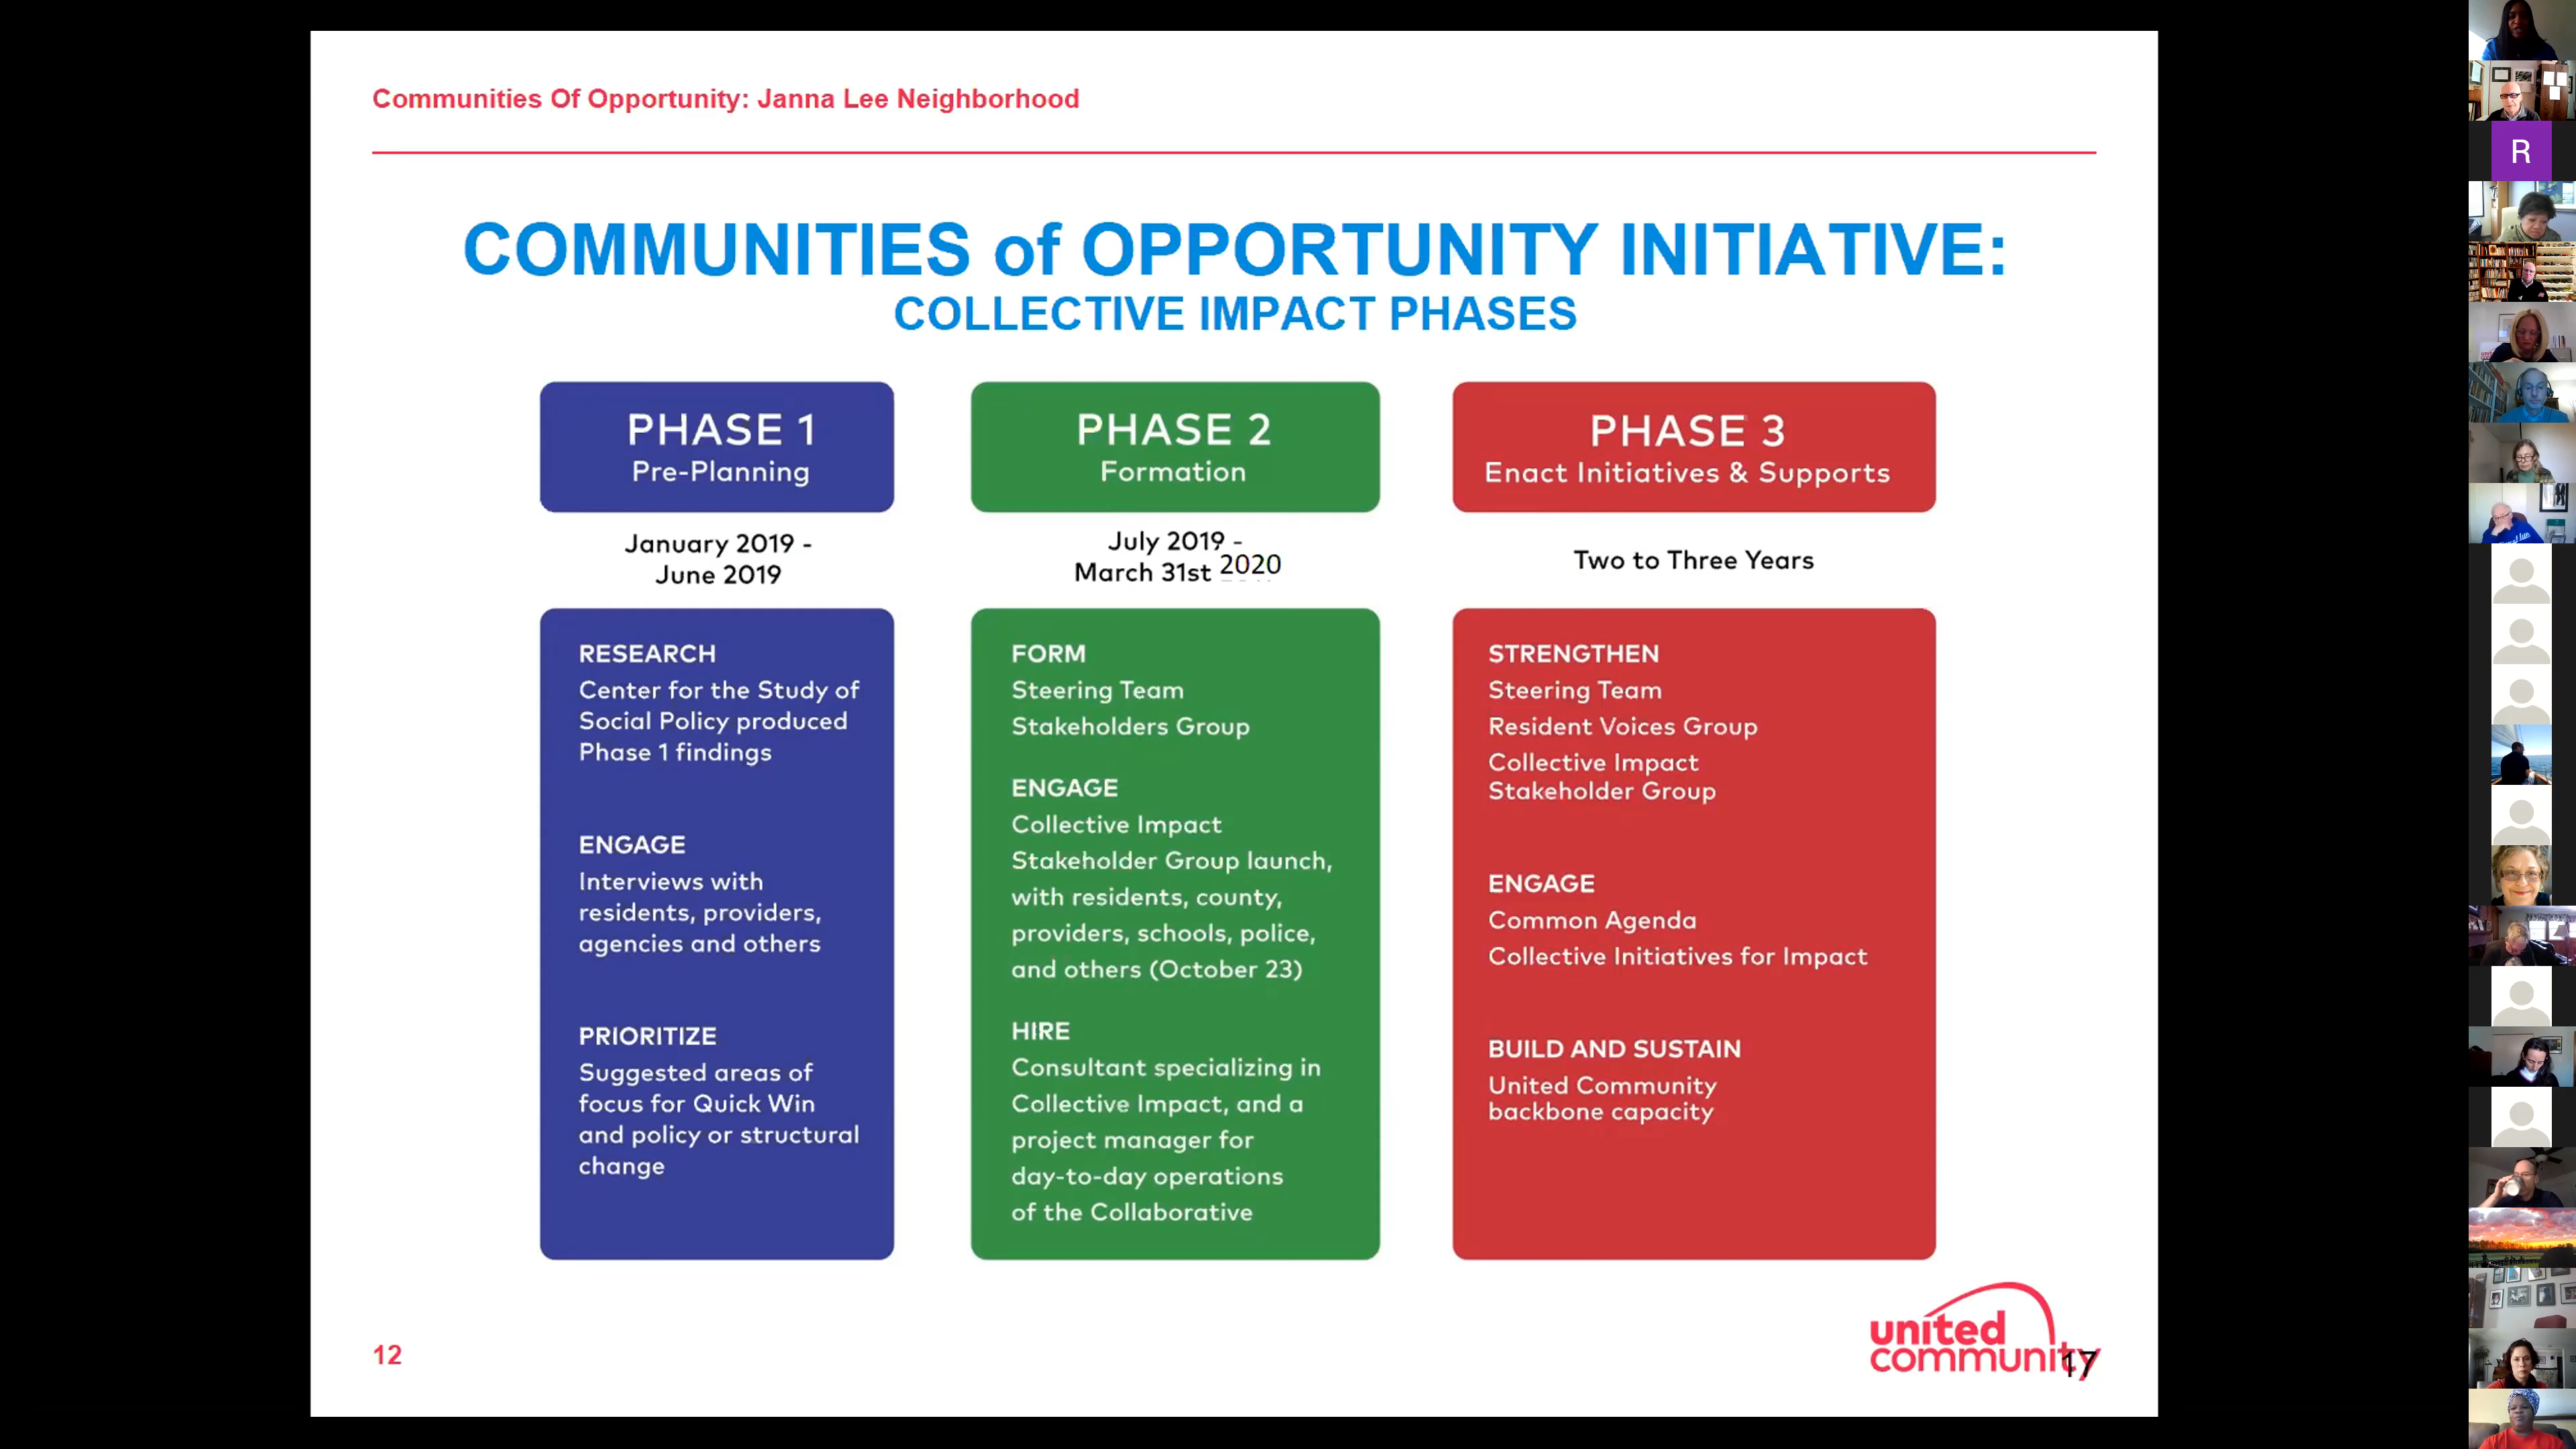 Communities Of Opportunity: Janna Lee Neighborhood
COMMUNITIES of OPPORTUNITY INITIATIVE:
COLLECTIVE IMPACT PHASES
PHASE 1
Pre-Planning
January 2019 -
June 2019
RESEARCH
Center for the Study of
Social Policy produced
Phase 1 findings
ENGAGE
Interviews with
residents, providers,
agencies and others
PRIORITIZE
Suggested areas of
focus for Quick Win
and policy or structural
change
PHASE 2
Formation
July 2019 -
March 31st 2020
FORM
Steering Team
Stakeholders Group
ENGAGE
Collective Impact
Stakeholder Group launch,
with residents, county,
providers, schools, police,
and others (October 23)
HIRE
Consultant specializing in
Collective Impact, and a
project manager for
day-to-day operations
of the Collaborative
PHASE 3
Enact Initiatives & Supports
Two to Three Years
STRENGTHEN
Steering Team
Resident Voices Group
Collective Impact
Stakeholder Group
ENGAGE
Common Agenda
Collective Initiatives for Impact
BUILD AND SUSTAIN
United Community
backbone capacity
12
united
community
17
R